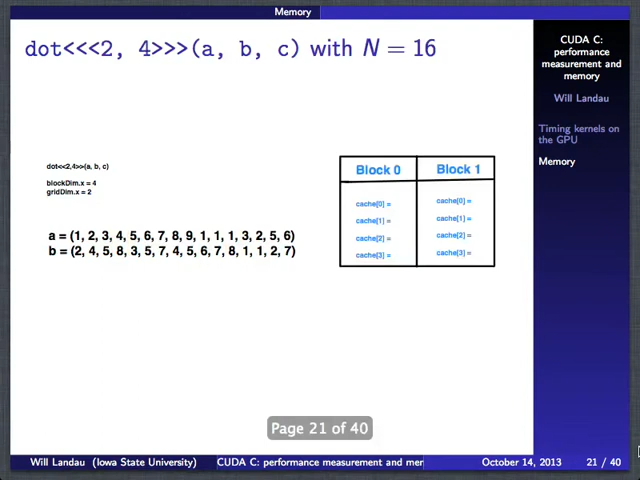 Memory
dot<<<2, 4>>>(a, b, c) with N = 16
CUDA C:
performance
measurement and
memory
Will Landau
Timing kernels on
the GPU
Memory
dot<<2,4>>(a, b, c)
blockDim.x = 4
gridDim.x = 2
a = (1, 2, 3, 4, 5, 6, 7, 8, 9, 1, 1, 1, 3, 2, 5, 6)
b = (2, 4, 5, 8, 3, 5, 7, 4, 5, 6, 7, 8, 1, 1, 2, 7)
Block 0 Block 1
cache[0] = cache[0] =
cache[1] = cache[1] =
cache[2] = cache[2] =
cache[3] = cache[3] =
Page 21 of 40
Will Landau (Iowa State University) CUDA C: performance measurement and mer October 14, 2013 21 / 40